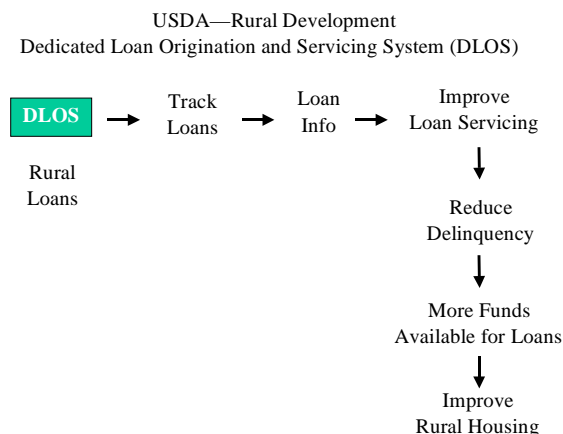 USDA—Rural Development
Dedicated Loan Origination and Servicing System (DLOS)
DLOS
Track
Loans
Loan
Info
Improve
Loan Servicing
Rural
Loans
Reduce
Delinquency
More Funds
Available for Loans
Improve
Rural Housing